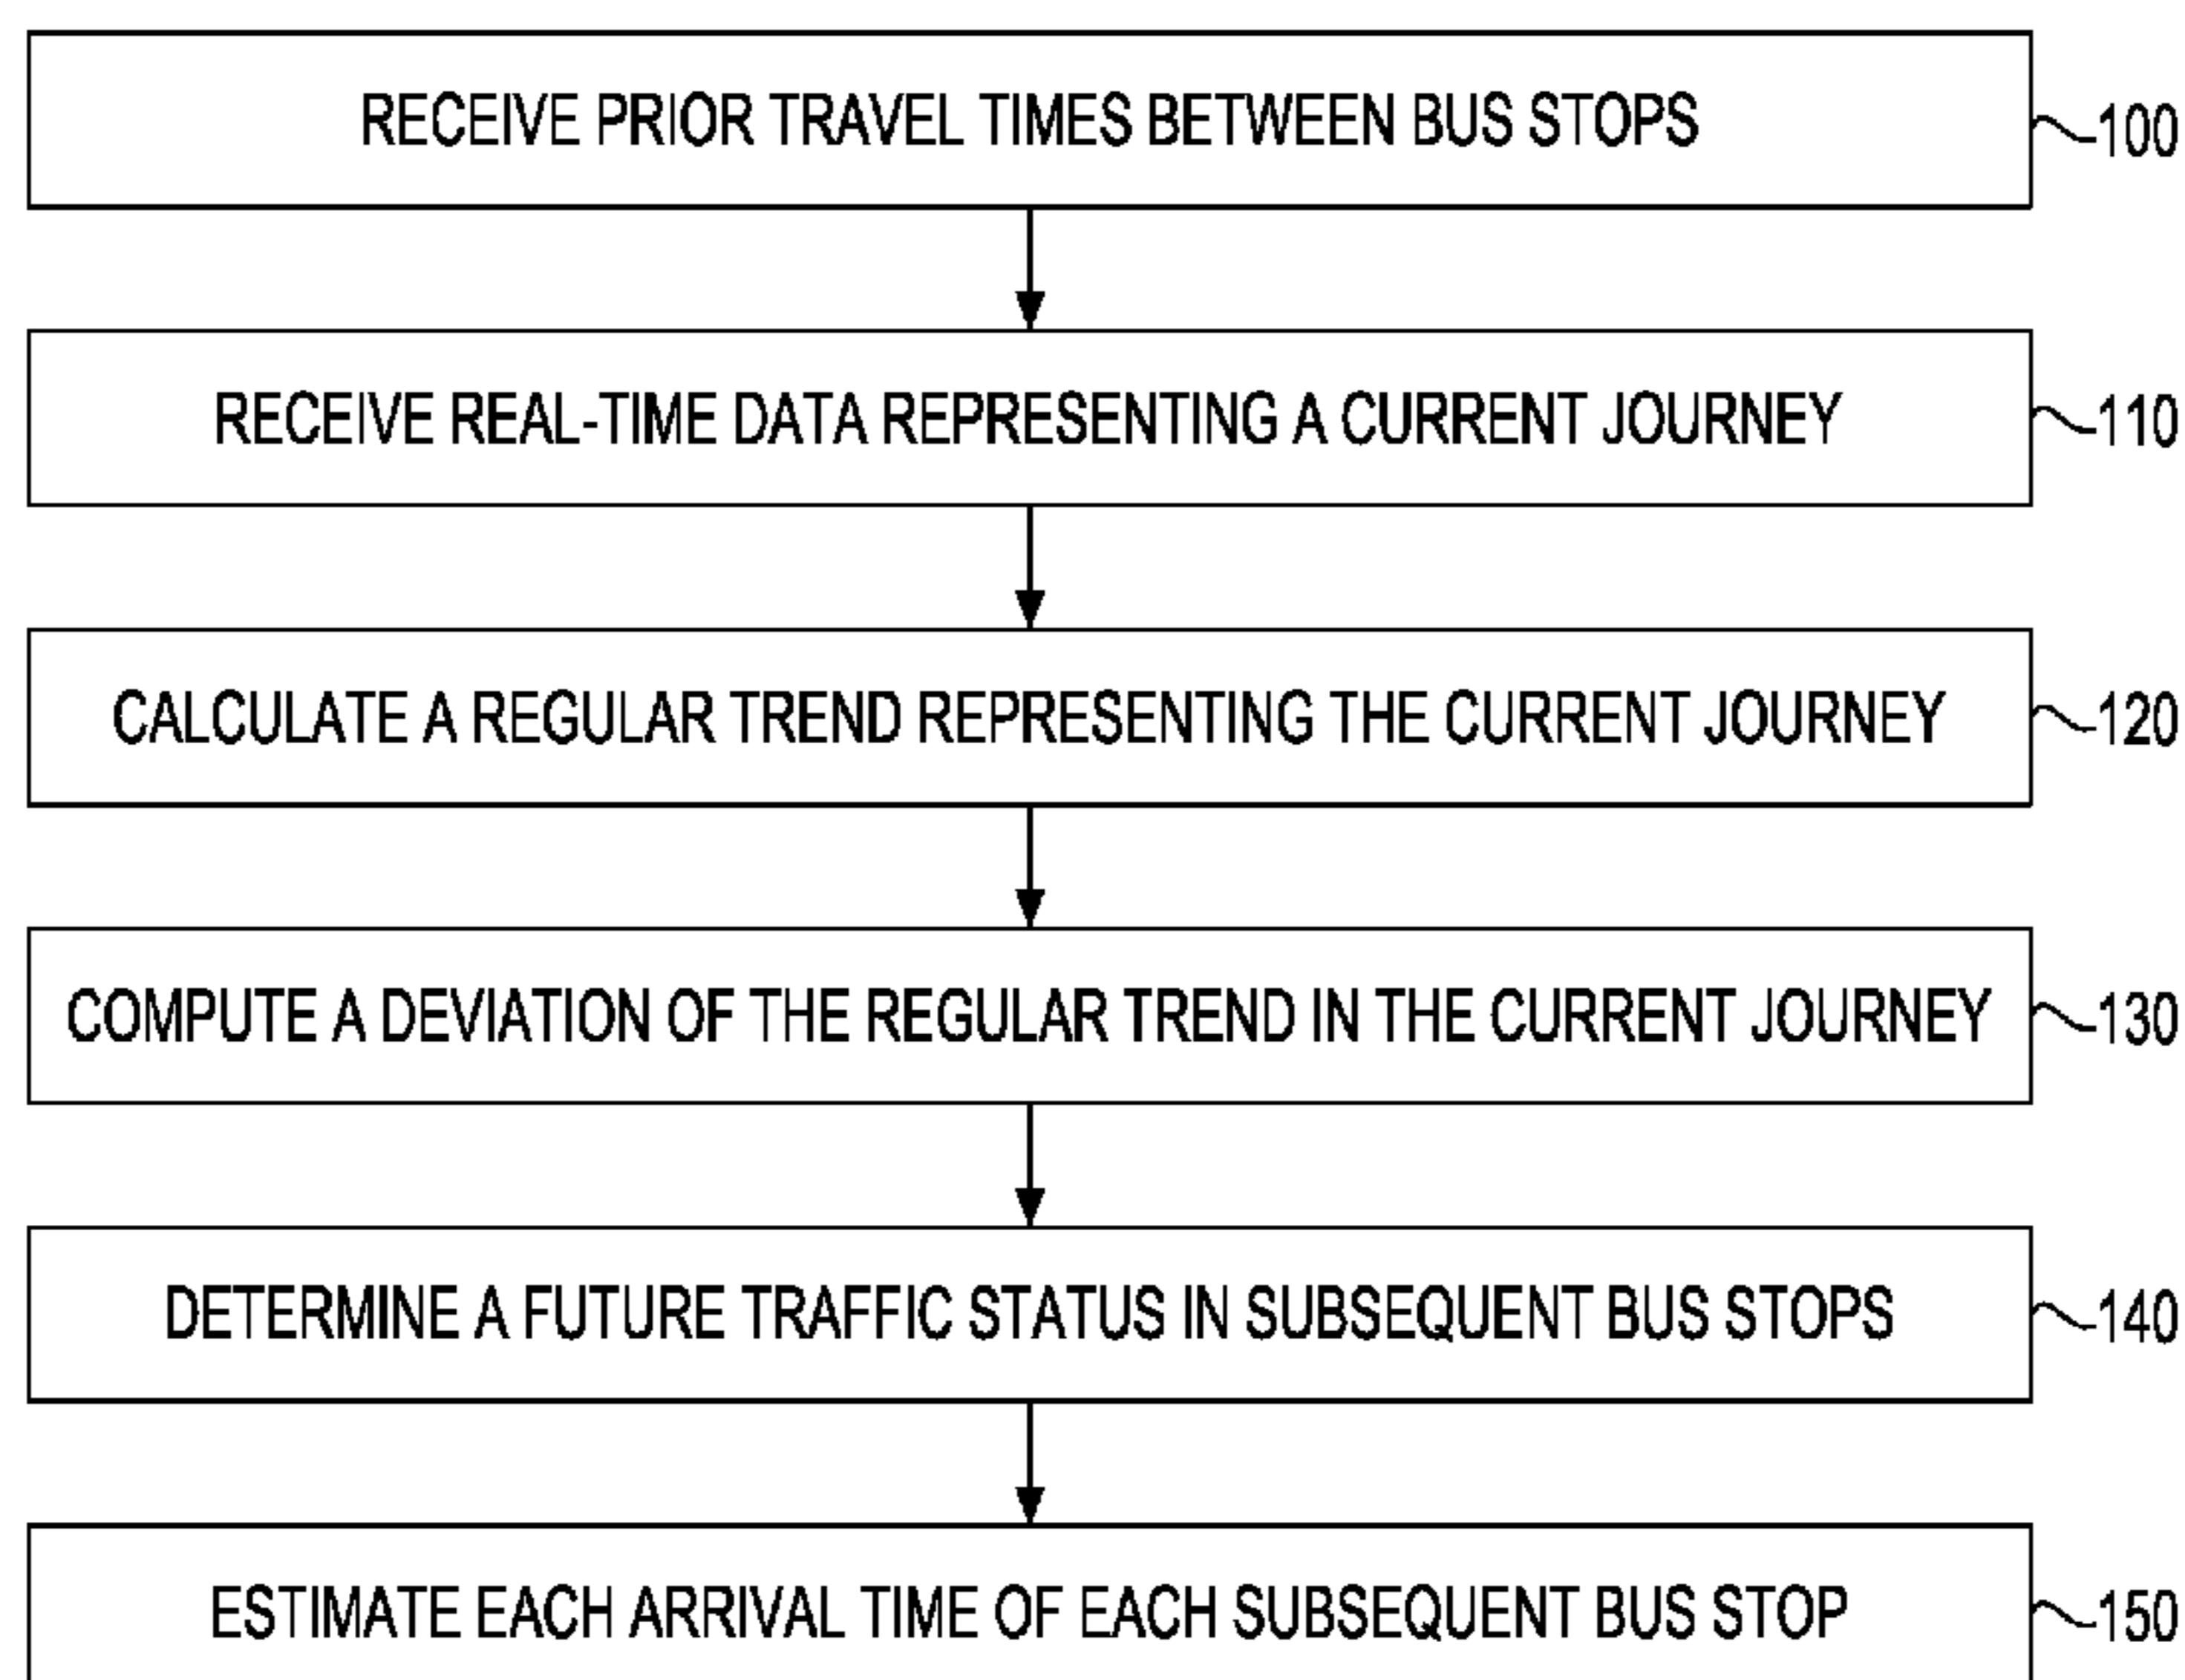 RECEIVE PRIOR TRAVEL TIMES BETWEEN BUS STOPS
100
RECEIVE REAL-TIME DATA REPRESENTING A CURRENT JOURNEY
110
CALCULATE A REGULAR TREND REPRESENTING THE CURRENT JOURNEY
120
COMPUTE A DEVIATION OF THE REGULAR TREND IN THE CURRENT JOURNEY
130
DETERMINE A FUTURE TRAFFIC STATUS IN SUBSEQUENT BUS STOPS
140
ESTIMATE EACH ARRIVAL TIME OF EACH SUBSEQUENT BUS STOP
150